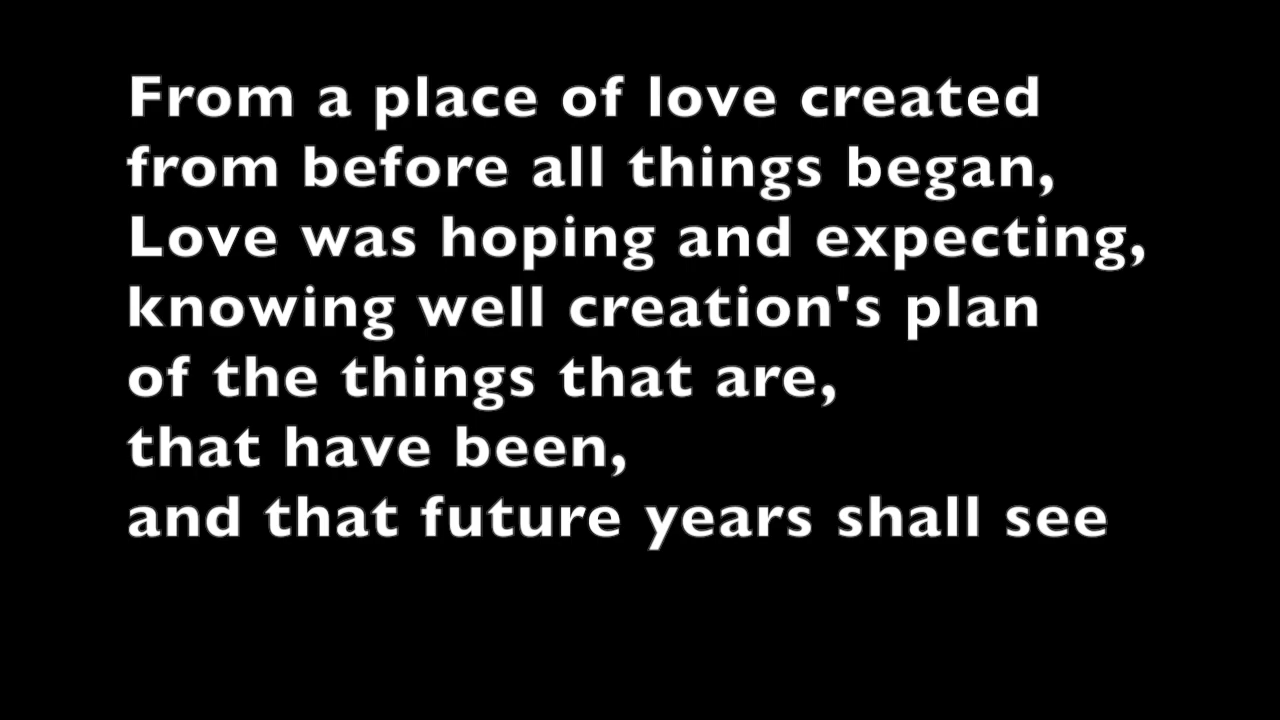 From a place of love created
from before all things began,
Love was hoping and expecting,
knowing well creation's plan
of the things that are,
that have been,
and that future years shall see